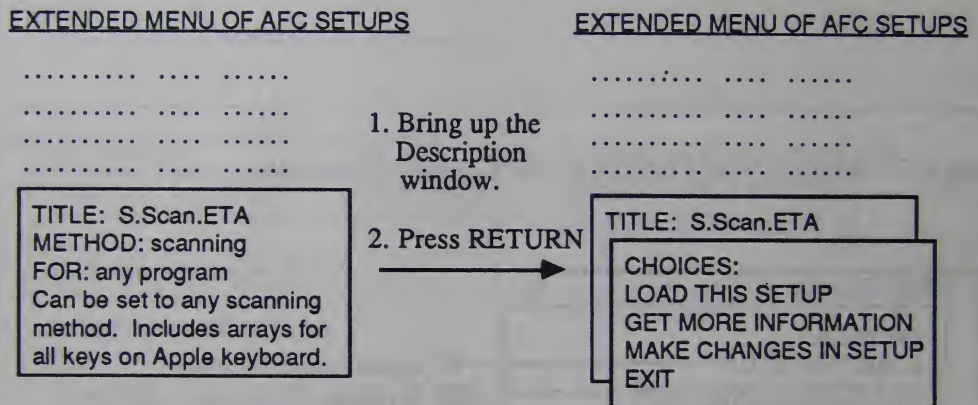 EXTENDED MENU OF AFC SETUPS
.......... .... ......
.......... .... ......
.......... .... ......
.......... .... ......
TITLE: S.Scan.ETA
METHOD: scanning
FOR: any program
Can be set to any scanning
method. Includes arrays for
all keys on Apple keyboard.
1. Bring up the
Description
window.
2. Press RETURN
EXTENDED MENU OF AFC SETUPS
.......... .... ......
.......... .... ......
.......... .... ......
.......... .... ......
TITLE: S.Scan.ETA
CHOICES:
LOAD THIS SETUP
GET MORE INFORMATION
MAKE CHANGES IN SETUP
EXIT